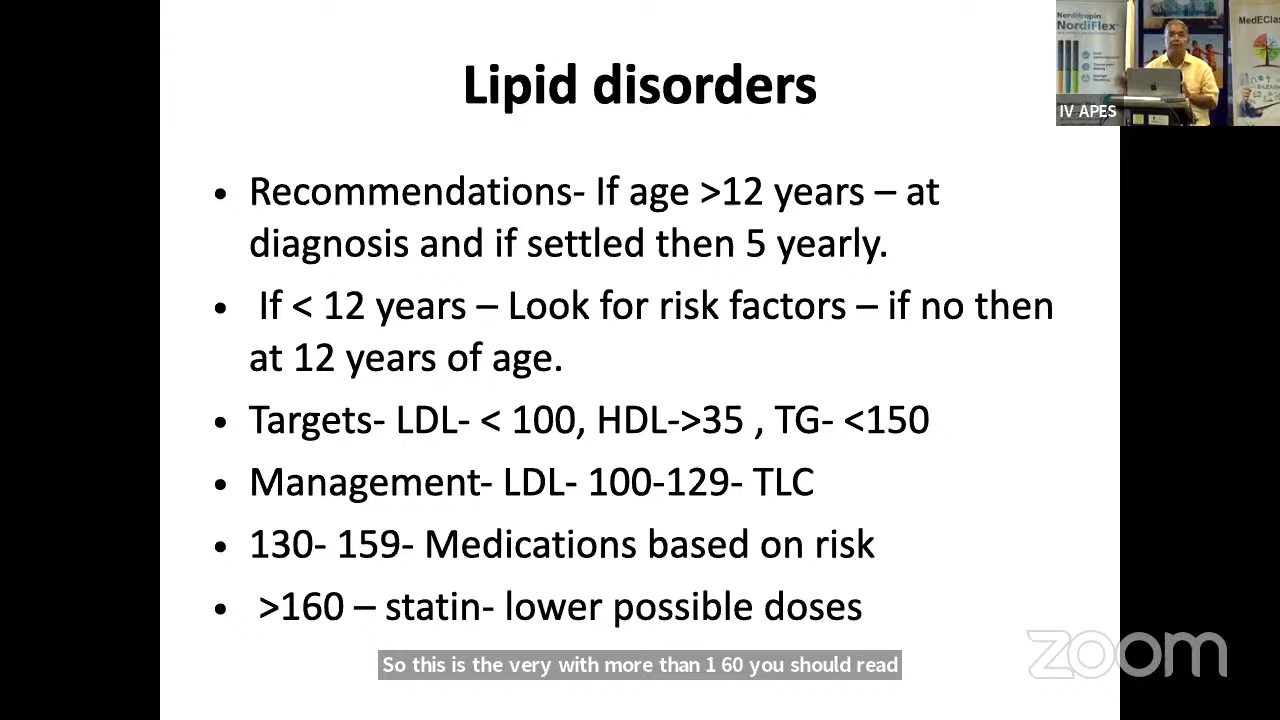 Lipid disorders
• Recommendations- If age >12 years – at
diagnosis and if settled then 5 yearly.
• If < 12 years – Look for risk factors – if no then
at 12 years of age.
• Targets- LDL- < 100, HDL->35 , TG- <150
• Management- LDL- 100-129- TLC
• 130- 159- Medications based on risk
• >160 – statin- lower possible doses
So this is the very with more than 1 60 you should read
zoom
Norditropin
NordiFlex
MedECla
IV APES